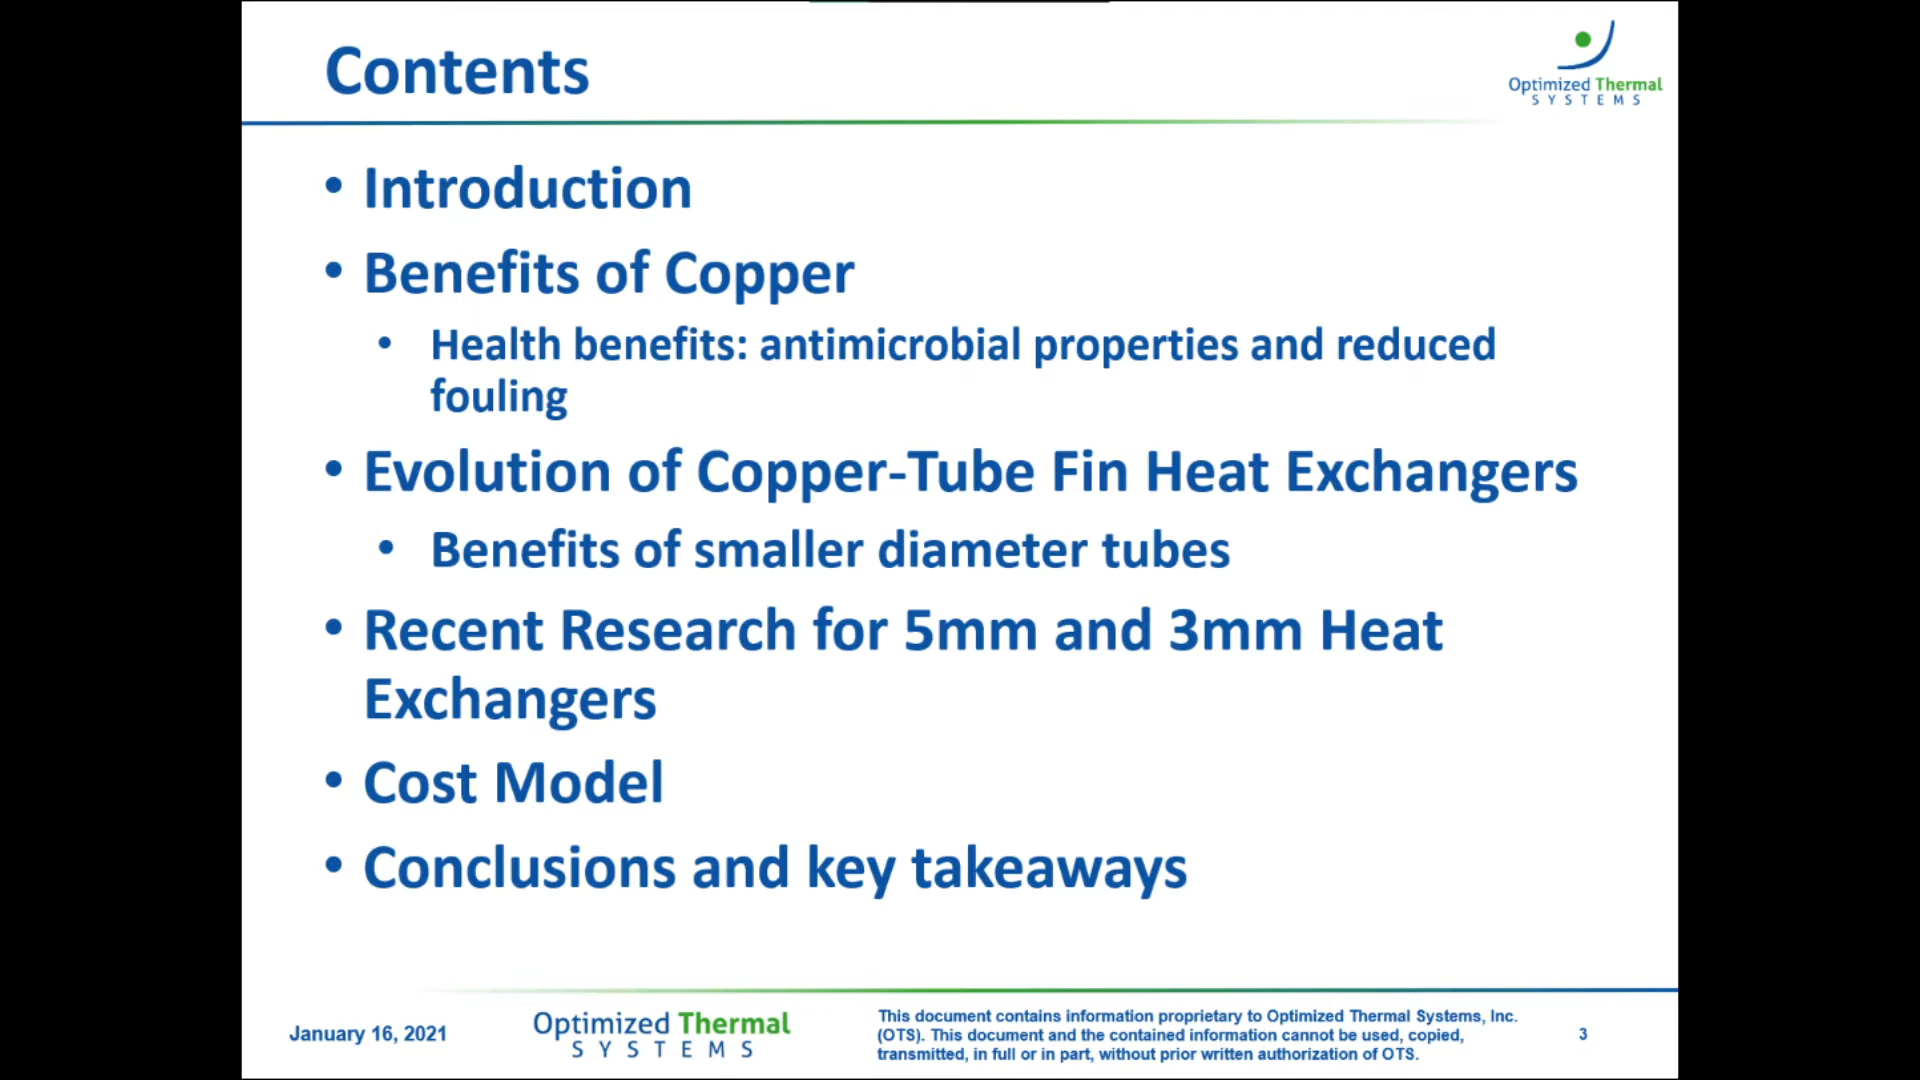 Contents
Optimized Thermal
SYSTEMS
• Introduction
• Benefits of Copper
• Health benefits: antimicrobial properties and reduced
fouling
• Evolution of Copper-Tube Fin Heat Exchangers
• Benefits of smaller diameter tubes
• Recent Research for 5mm and 3mm Heat
Exchangers
• Cost Model
• Conclusions and key takeaways
January 16, 2021
Optimized Thermal
SYSTEMS
This document contains information proprietary to Optimized Thermal Systems, Inc.
(OTS). This document and the contained information cannot be used, copied,
transmitted, in full or in part, without prior written authorization of OTS.
3